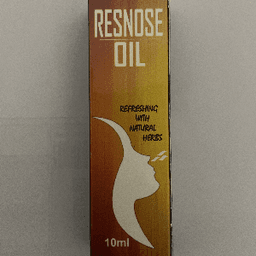 RESNOSE
OIL
REFRESHING
WITH
NATURAL
HERBS
10ml